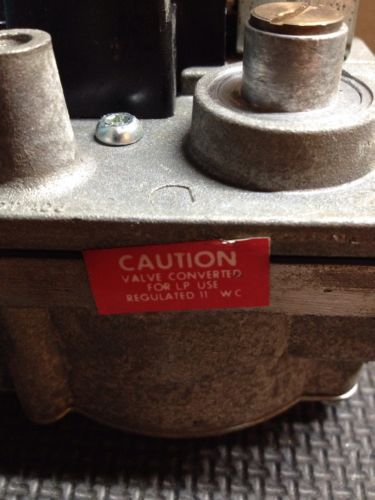 CAUTION
VALVE CONVERTED
FOR LP USE
REGULATED 11 WC